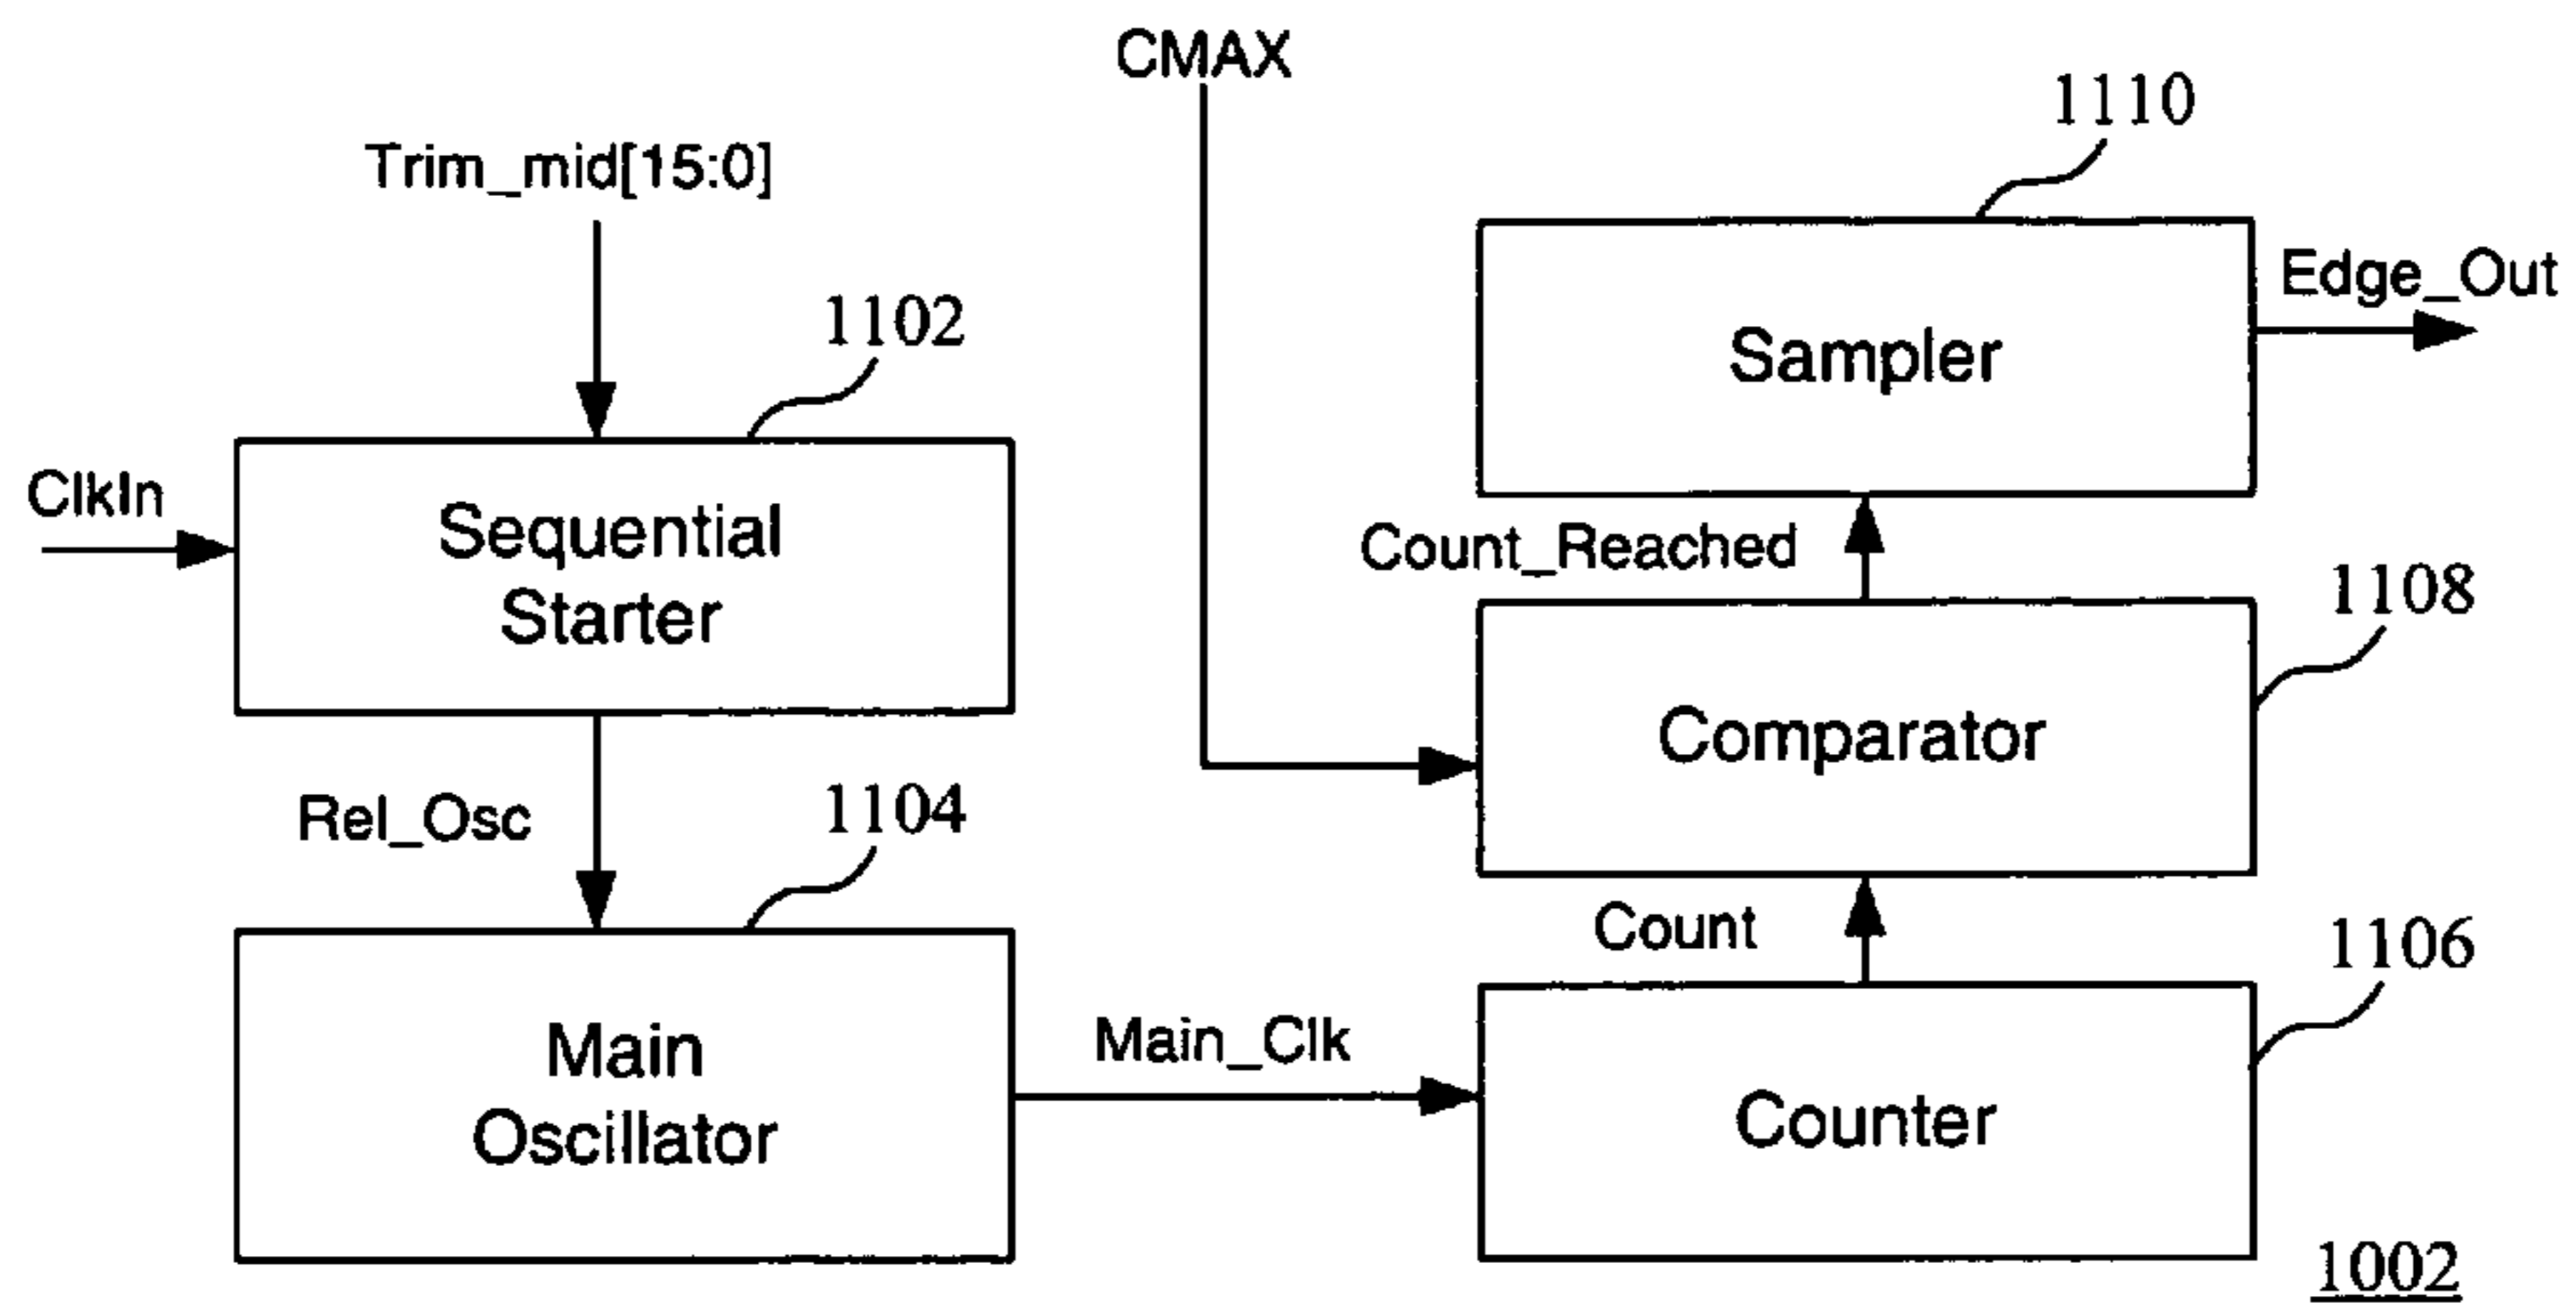 CMAX
1110
Trim_mid[15:0]
Edge_Out
1102
Sampler
ClkIn
Sequential
Starter
Count_Reached
1108
Comparator
Rel_Osc
1104
Count
1106
Main
Oscillator
Main_Clk
Counter
1002